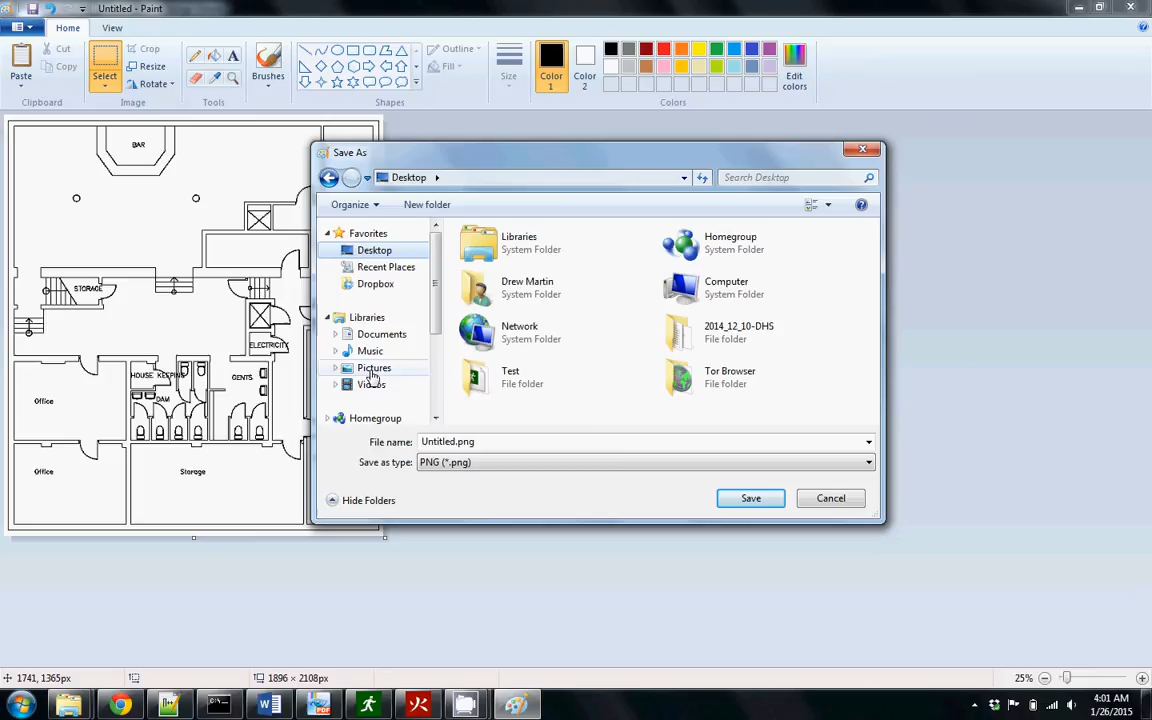 Untitled - Paint
Home View
Paste Cut Copy Select Crop Resize Rotate Brushes Outline Fill Size Color 1 Color 2 Edit colors
Clipboard Image Tools Shapes Colors
BAR
STORAGE
ELECTRICITY
HOUSE KEEPING
GENTS
DAM
Office
Office
Storage
Save As
Desktop
Search Desktop
Organize New folder
Favorites
Desktop
Recent Places
Dropbox
Libraries
Documents
Music
Pictures
Videos
Homegroup
Libraries
System Folder
Homegroup
System Folder
Drew Martin
System Folder
Computer
System Folder
Network
System Folder
2014_12_10-DHS
File folder
Test
File folder
Tor Browser
File folder
File name: Untitled.png
Save as type: PNG (*.png)
Hide Folders Save Cancel
1741, 1365px 1896 × 2108px 25%
4:01 AM
1/26/2015